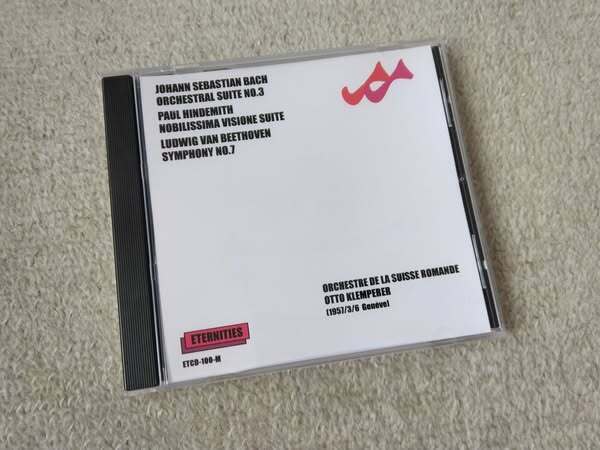 JOHANN SEBASTIAN BACH
ORCHESTRAL SUITE NO.3
PAUL HINDEMITH
NOBILISSIMA VISIONE SUITE
LUDWIG VAN BEETHOVEN
SYMPHONY NO.7
ORCHESTRE DE LA SUISSE ROMANDE
OTTO KLEMPERER
(1957/3/6 Genève)
ETERNITIES
ETCD-100-M